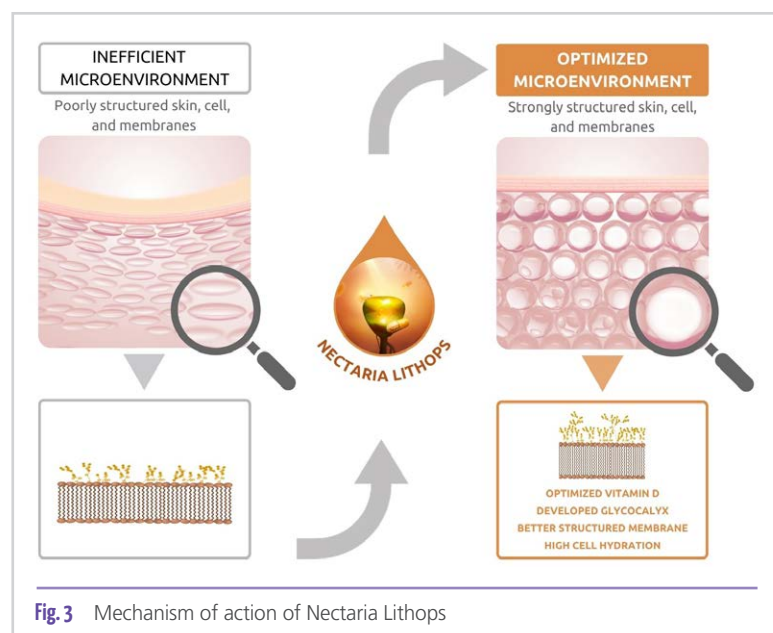 INEFFICIENT
MICROENVIRONMENT
Poorly structured skin, cell,
and membranes
NECTARIA LITHOPS
OPTIMIZED
MICROENVIRONMENT
Strongly structured skin, cell,
and membranes
OPTIMIZED VITAMIN D
DEVELOPED GLYCOCALYX
BETTER STRUCTURED MEMBRANE
HIGH CELL HYDRATION
Fig. 3 Mechanism of action of Nectaria Lithops